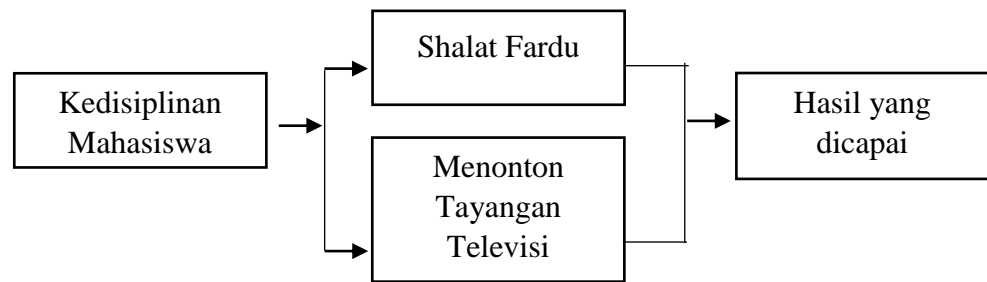 Kedisiplinan
Mahasiswa
Shalat Fardu
Menonton
Tayangan
Televisi
Hasil yang
dicapai